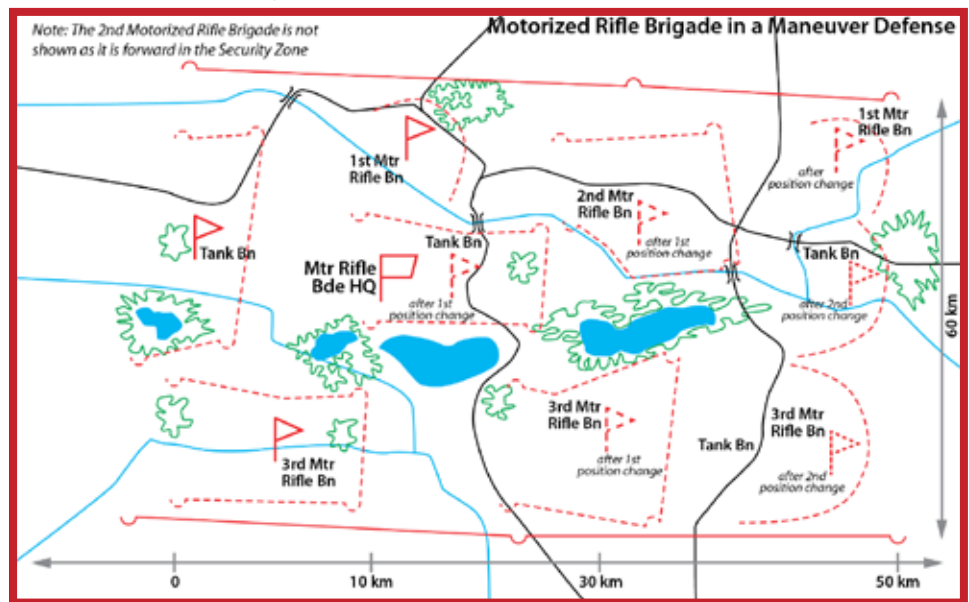 Note: The 2nd Motorized Rifle Brigade is not
shown as it is forward in the Security Zone
Motorized Rifle Brigade in a Maneuver Defense
1st Mtr
Rifle Bn
1st Mtr
Rifle Bn
after
position change
2nd Mtr
Rifle Bn
after 1st
position change
Tank Bn
Tank Bn
after 1st
position change
Mtr Rifle
Bde HQ
Tank Bn
after 2nd
position change
60 km
3rd Mtr
Rifle Bn
3rd Mtr
Rifle Bn
after 1st
position change
Tank Bn
3rd Mtr
Rifle Bn
after 2nd
position change
0
10 km
30 km
50 km